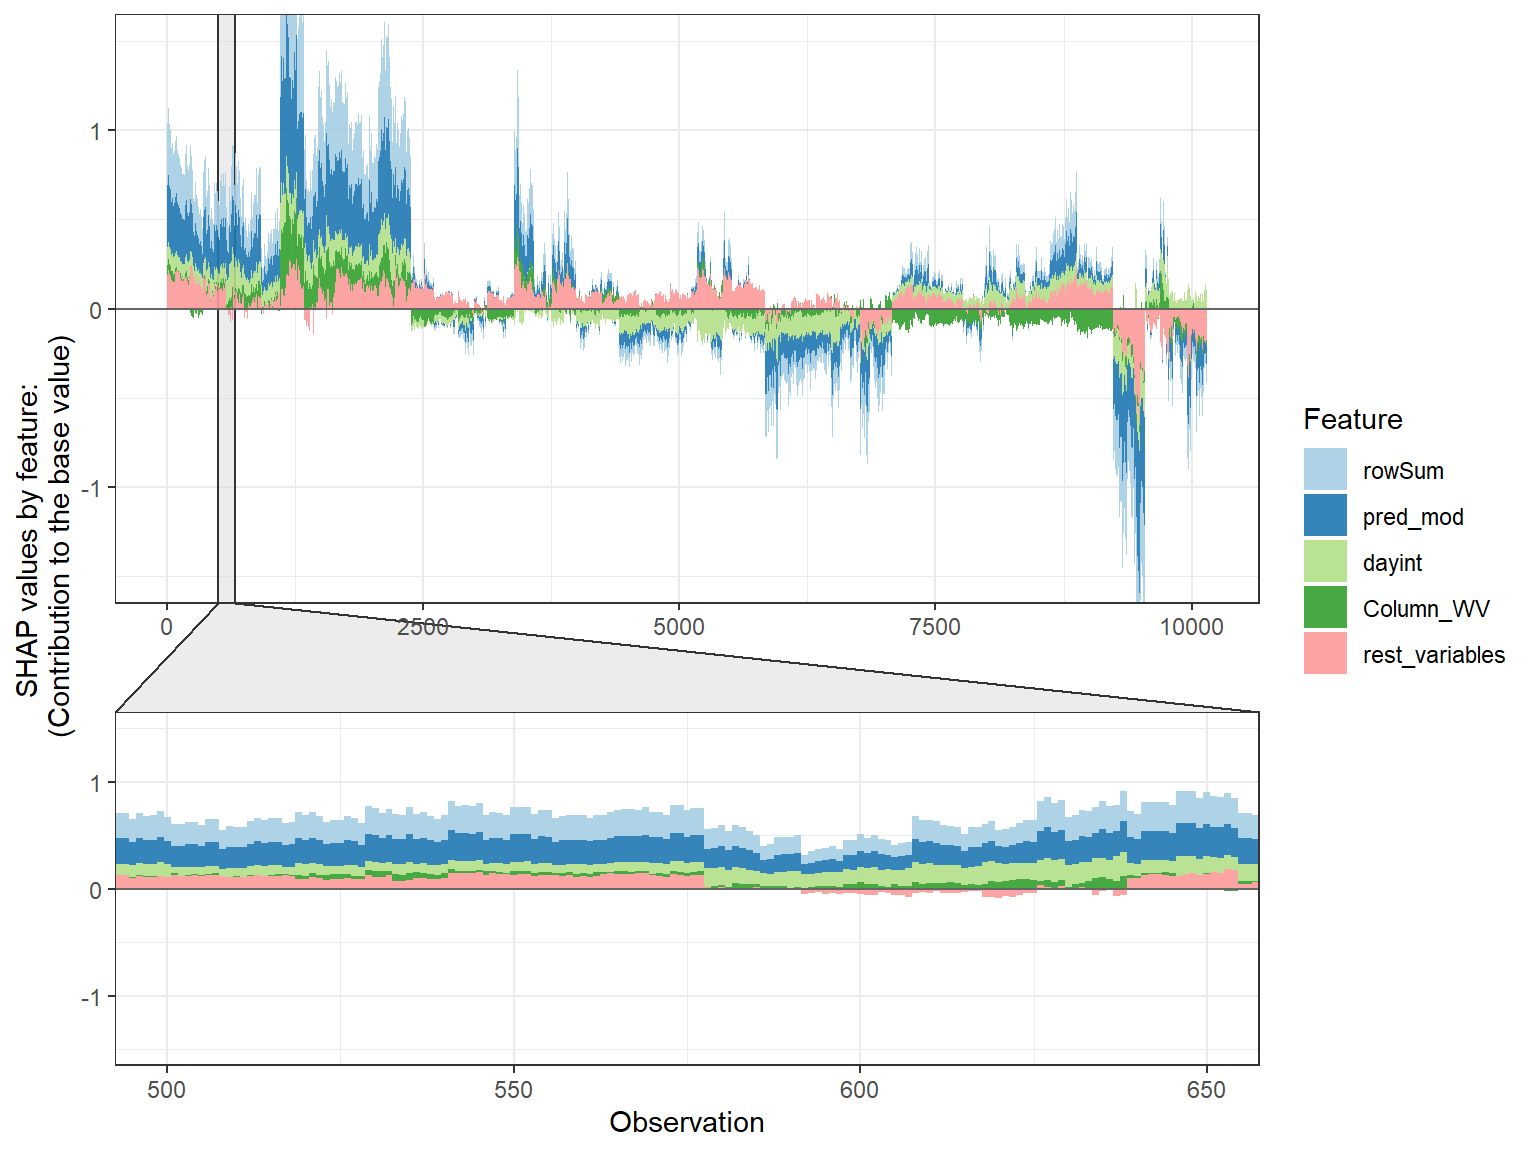 SHAP values by feature:
(Contribution to the base value)
1
0
-1
0
2500
5000
7500
10000
1
0
-1
500
550
600
650
Observation
Feature
rowSum
pred_mod
dayint
Column_WV
rest_variables